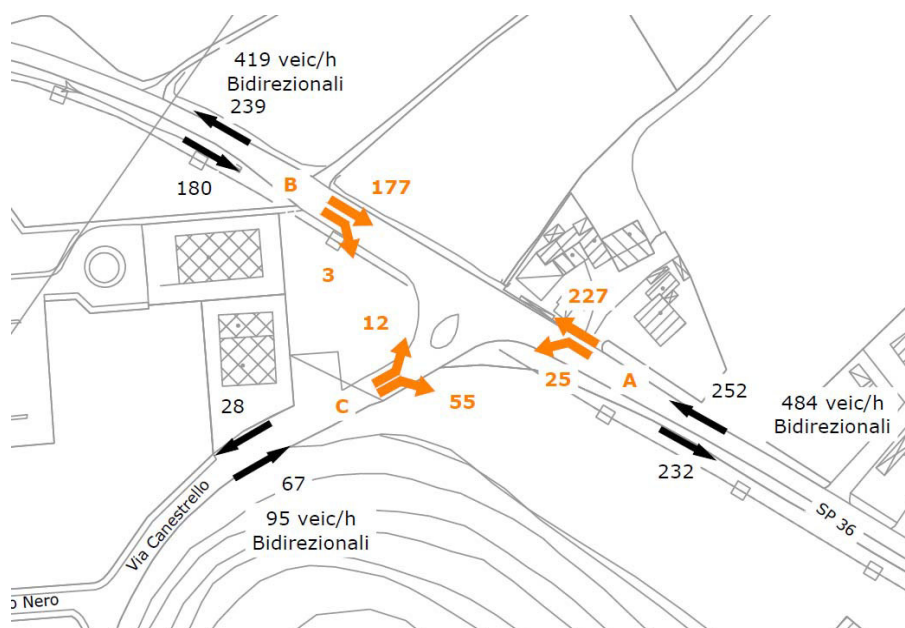 419 veic/h
Bidirezionali
239
180
B
177
3
12
227
25
A
252
484 veic/h
Bidirezionali
28
C
55
232
67
Via Canestrello
95 veic/h
Bidirezionali
SP 36
o Nero